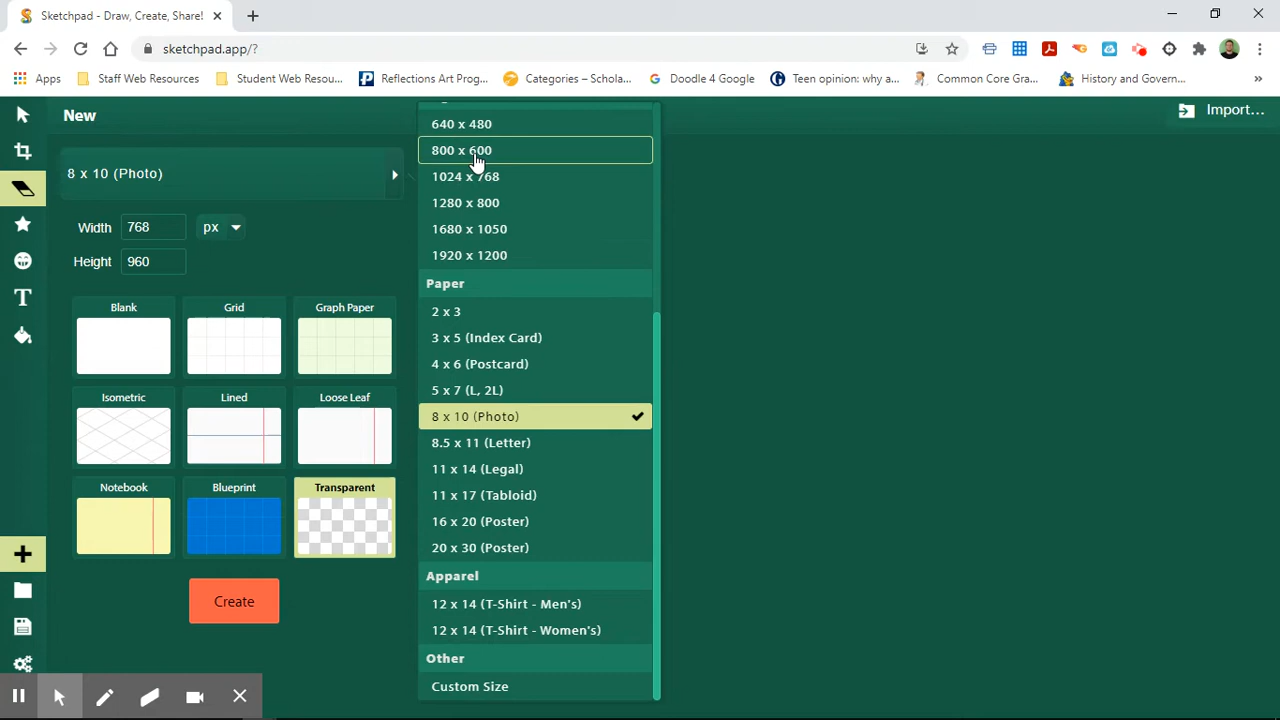 Sketchpad - Draw, Create, Share!
sketchpad.app/?
Apps
Staff Web Resources
Student Web Resou...
Reflections Art Prog...
Categories – Schola...
Doodle 4 Google
Teen opinion: why a...
Common Core Gra...
History and Govern...
New
Import...
8 x 10 (Photo)
Width 768 px
Height 960
Blank
Grid
Graph Paper
Isometric
Lined
Loose Leaf
Notebook
Blueprint
Transparent
Create
640 x 480
800 x 600
1024 x 768
1280 x 800
1680 x 1050
1920 x 1200
Paper
2 x 3
3 x 5 (Index Card)
4 x 6 (Postcard)
5 x 7 (L, 2L)
8 x 10 (Photo)
8.5 x 11 (Letter)
11 x 14 (Legal)
11 x 17 (Tabloid)
16 x 20 (Poster)
20 x 30 (Poster)
Apparel
12 x 14 (T-Shirt - Men's)
12 x 14 (T-Shirt - Women's)
Other
Custom Size